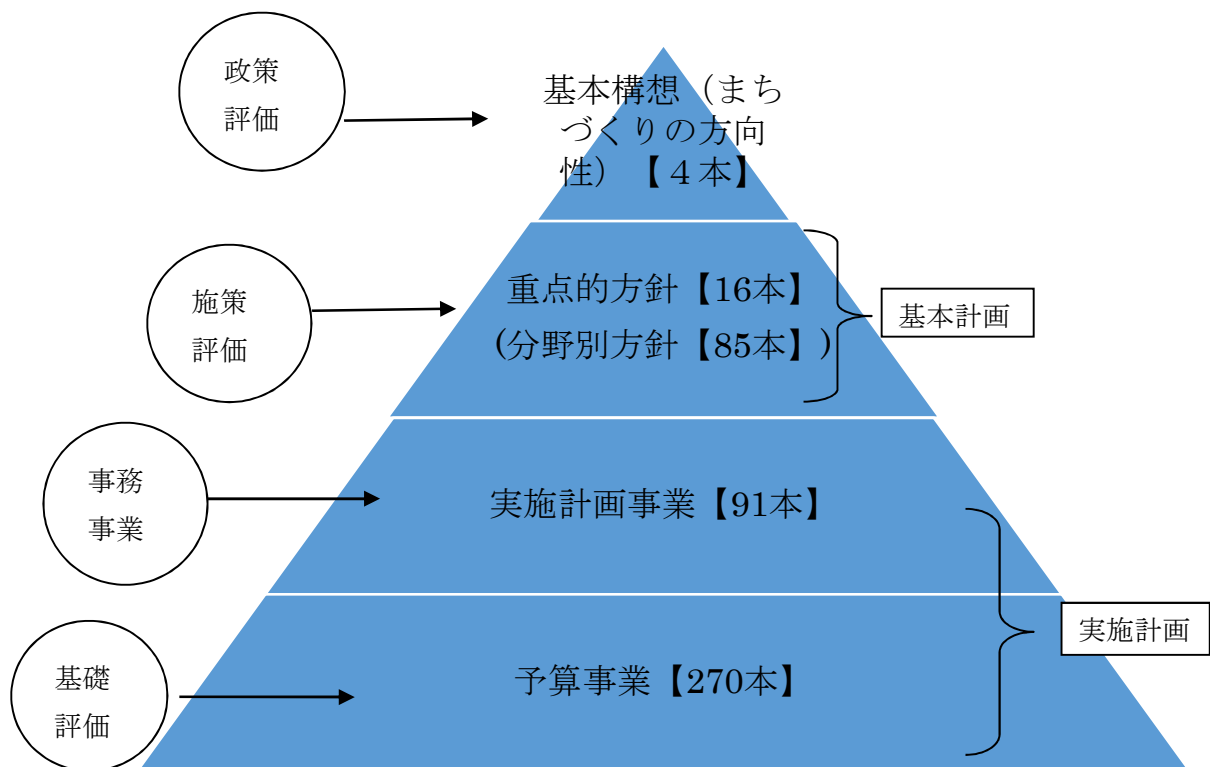 政策
評価
基本構想（まち
づくりの方向
性）【４本】
施策
評価
重点的方針【16本】
(分野別方針【85本】)
基本計画
事務
事業
実施計画事業【91本】
実施計画
基礎
評価
予算事業【270本】